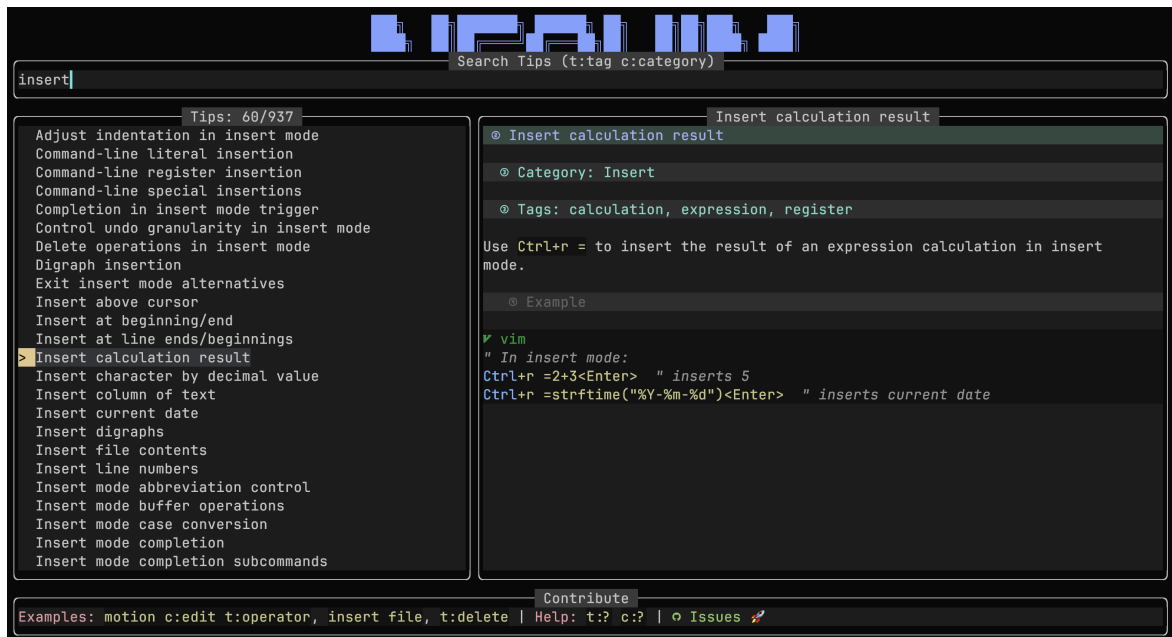 Search Tips (t:tag c:category)
insert
Tips: 60/937
Adjust indentation in insert mode
Command-line literal insertion
Command-line register insertion
Command-line special insertions
Completion in insert mode trigger
Control undo granularity in insert mode
Delete operations in insert mode
Digraph insertion
Exit insert mode alternatives
Insert above cursor
Insert at beginning/end
Insert at line ends/beginnings
> Insert calculation result
Insert character by decimal value
Insert column of text
Insert current date
Insert digraphs
Insert file contents
Insert line numbers
Insert mode abbreviation control
Insert mode buffer operations
Insert mode case conversion
Insert mode completion
Insert mode completion subcommands
Insert calculation result
② Insert calculation result
③ Category: Insert
③ Tags: calculation, expression, register
Use Ctrl+r = to insert the result of an expression calculation in insert
mode.
④ Example
vim
" In insert mode:
Ctrl+r =2+3<Enter>  " inserts 5
Ctrl+r =strftime("%Y-%m-%d")<Enter>  " inserts current date
Contribute
Examples: motion c:edit t:operator, insert file, t:delete | Help: t:? c:? | Issues 🚀